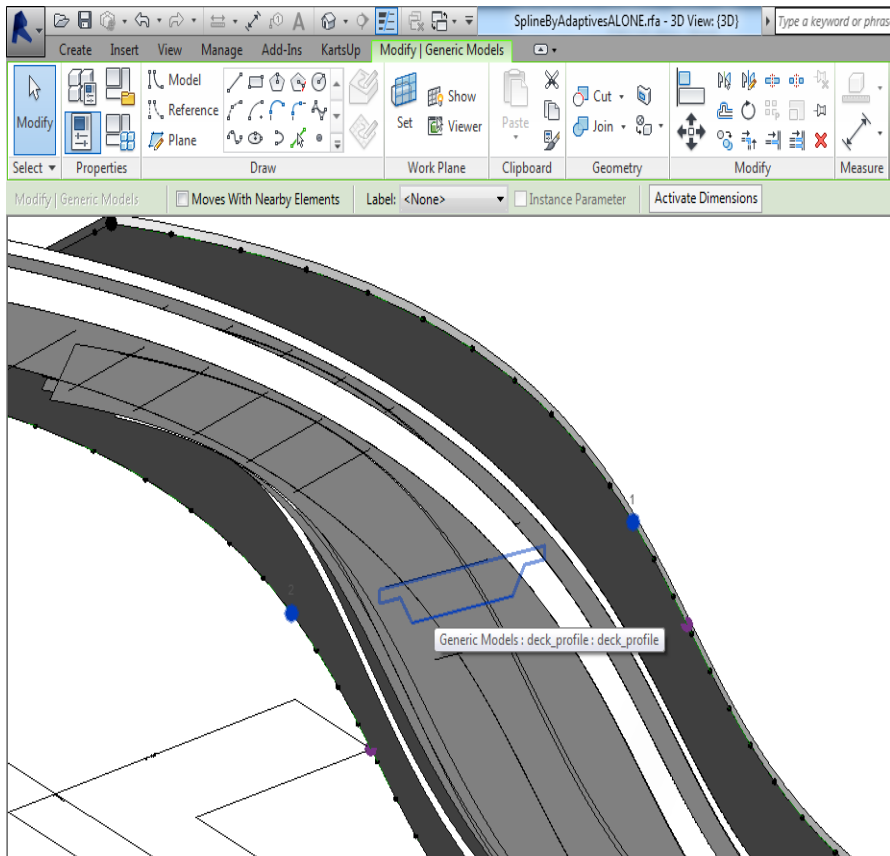 SplineByAdaptivesALONE.rfa - 3D View: {3D}
Type a keyword or phras
Create Insert View Manage Add-Ins KartsUp Modify | Generic Models
Modify
Model
Reference
Plane
Set
Show
Viewer
Paste
Cut
Join
Select Properties Draw Work Plane Clipboard Geometry Modify Measure
Modify | Generic Models Moves With Nearby Elements Label: <None> Instance Parameter Activate Dimensions
1
2
Generic Models : deck_profile : deck_profile